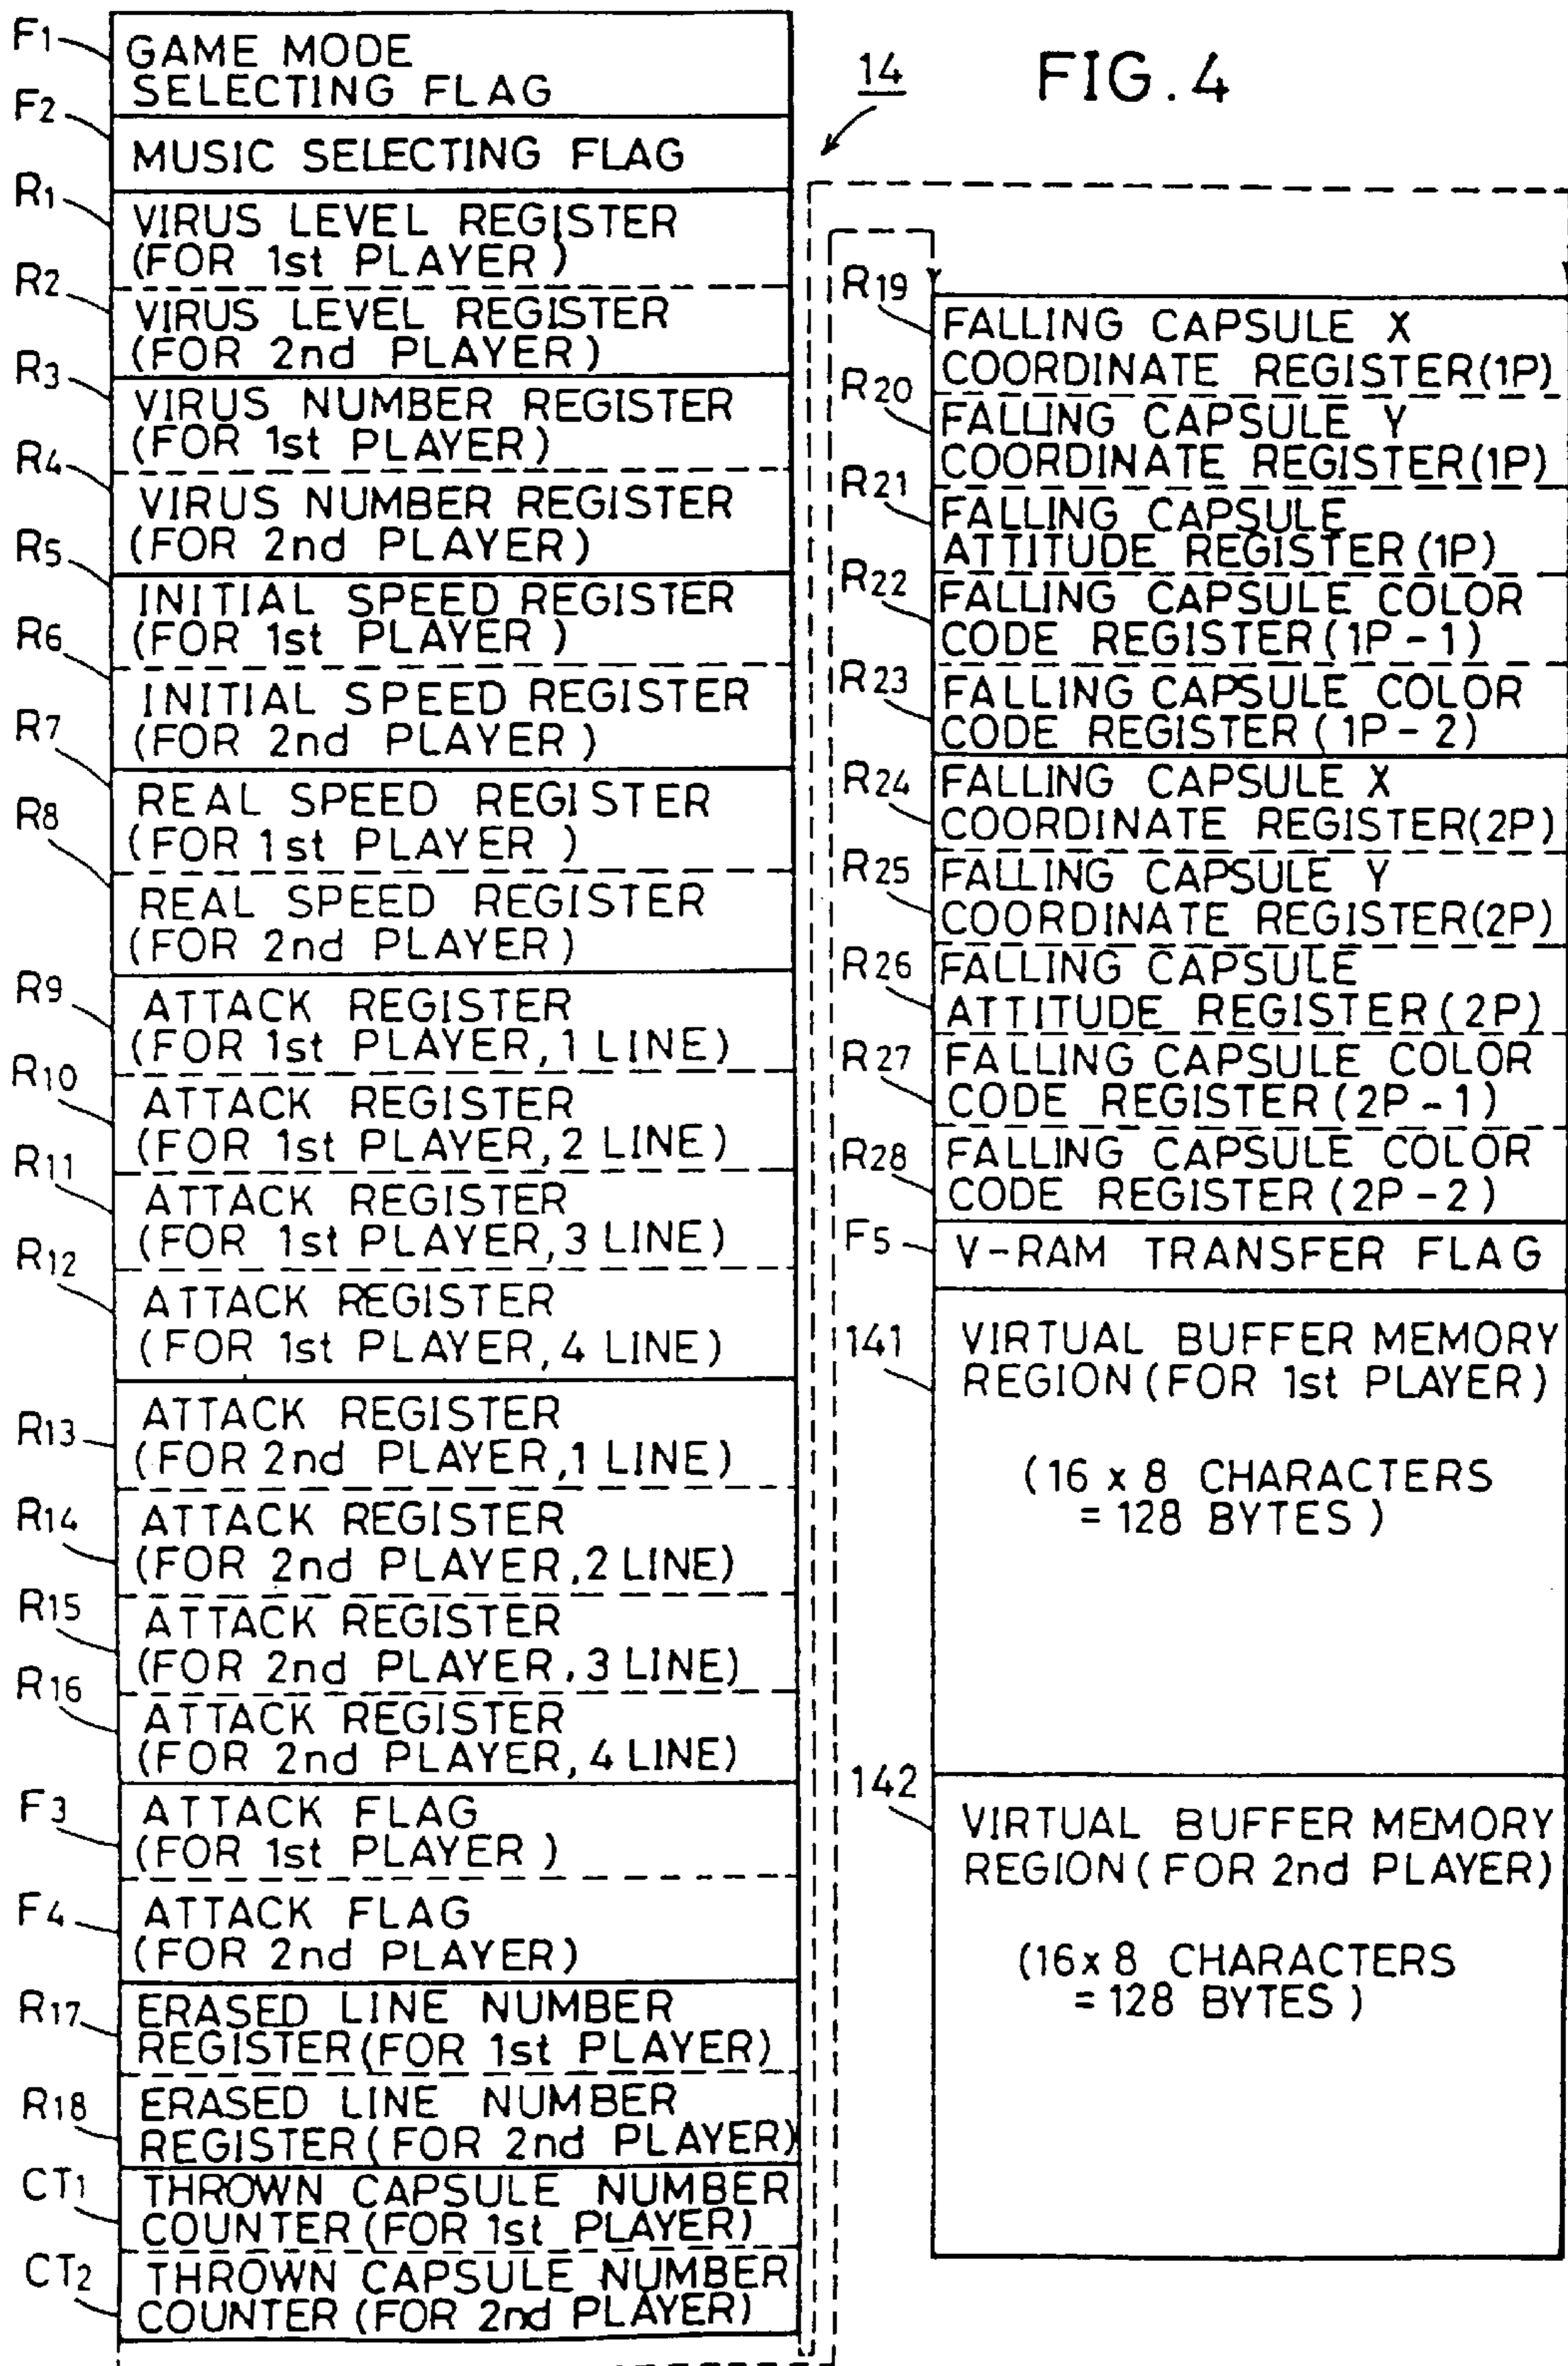 FIG. 4
14
F1
GAME MODE
SELECTING FLAG
F2
MUSIC SELECTING FLAG
R1
VIRUS LEVEL REGISTER
(FOR 1st PLAYER)
R2
VIRUS LEVEL REGISTER
(FOR 2nd PLAYER)
R3
VIRUS NUMBER REGISTER
(FOR 1st PLAYER)
R4
VIRUS NUMBER REGISTER
(FOR 2nd PLAYER)
R5
INITIAL SPEED REGISTER
(FOR 1st PLAYER)
R6
INITIAL SPEED REGISTER
(FOR 2nd PLAYER)
R7
REAL SPEED REGISTER
(FOR 1st PLAYER)
R8
REAL SPEED REGISTER
(FOR 2nd PLAYER)
R9
ATTACK REGISTER
(FOR 1st PLAYER, 1 LINE)
R10
ATTACK REGISTER
(FOR 1st PLAYER, 2 LINE)
R11
ATTACK REGISTER
(FOR 1st PLAYER, 3 LINE)
R12
ATTACK REGISTER
(FOR 1st PLAYER, 4 LINE)
R13
ATTACK REGISTER
(FOR 2nd PLAYER, 1 LINE)
R14
ATTACK REGISTER
(FOR 2nd PLAYER, 2 LINE)
R15
ATTACK REGISTER
(FOR 2nd PLAYER, 3 LINE)
R16
ATTACK REGISTER
(FOR 2nd PLAYER, 4 LINE)
F3
ATTACK FLAG
(FOR 1st PLAYER)
F4
ATTACK FLAG
(FOR 2nd PLAYER)
R17
ERASED LINE NUMBER
REGISTER (FOR 1st PLAYER)
R18
ERASED LINE NUMBER
REGISTER (FOR 2nd PLAYER)
CT1
THROWN CAPSULE NUMBER
COUNTER (FOR 1st PLAYER)
CT2
THROWN CAPSULE NUMBER
COUNTER (FOR 2nd PLAYER)
R19
FALLING CAPSULE X
COORDINATE REGISTER(1P)
R20
FALLING CAPSULE Y
COORDINATE REGISTER(1P)
R21
FALLING CAPSULE
ATTITUDE REGISTER(1P)
R22
FALLING CAPSULE COLOR
CODE REGISTER(1P-1)
R23
FALLING CAPSULE COLOR
CODE REGISTER(1P-2)
R24
FALLING CAPSULE X
COORDINATE REGISTER(2P)
R25
FALLING CAPSULE Y
COORDINATE REGISTER(2P)
R26
FALLING CAPSULE
ATTITUDE REGISTER(2P)
R27
FALLING CAPSULE COLOR
CODE REGISTER(2P-1)
R28
FALLING CAPSULE COLOR
CODE REGISTER(2P-2)
F5
V-RAM TRANSFER FLAG
141
VIRTUAL BUFFER MEMORY
REGION (FOR 1st PLAYER)
(16 x 8 CHARACTERS
= 128 BYTES)
142
VIRTUAL BUFFER MEMORY
REGION (FOR 2nd PLAYER)
(16 x 8 CHARACTERS
= 128 BYTES)